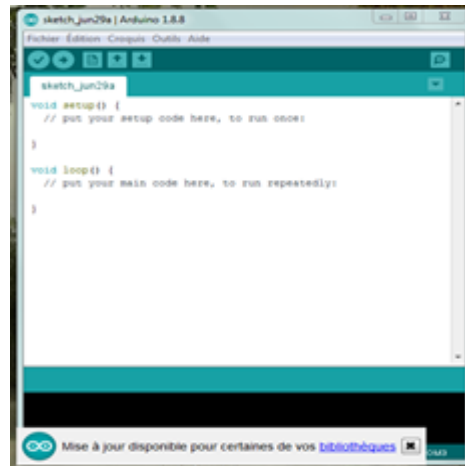 sketch_jun29a | Arduino 1.8.8
Fichier Édition Croquis Outils Aide
sketch_jun29a
void setup() {
// put your setup code here, to run once:
}
void loop() {
// put your main code here, to run repeatedly:
}
Mise à jour disponible pour certaines de vos bibliothèques